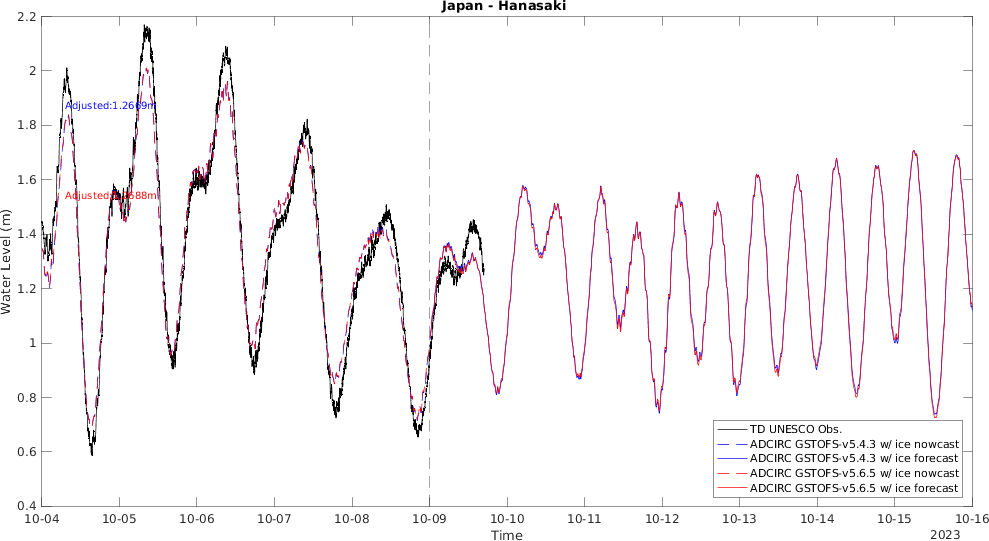 Japan - Hanasaki
Water Level (m)
2.2
2
1.8
1.6
1.4
1.2
1
0.8
0.6
0.4
Adjusted:1.2669m
TD UNESCO Obs.
ADCIRC GSTOFS-v5.4.3 w/ ice nowcast
ADCIRC GSTOFS-v5.4.3 w/ ice forecast
ADCIRC GSTOFS-v5.6.5 w/ ice nowcast
ADCIRC GSTOFS-v5.6.5 w/ ice forecast
10-04 10-05 10-06 10-07 10-08 10-09 10-10 10-11 10-12 10-13 10-14 10-15 10-16
Time
2023